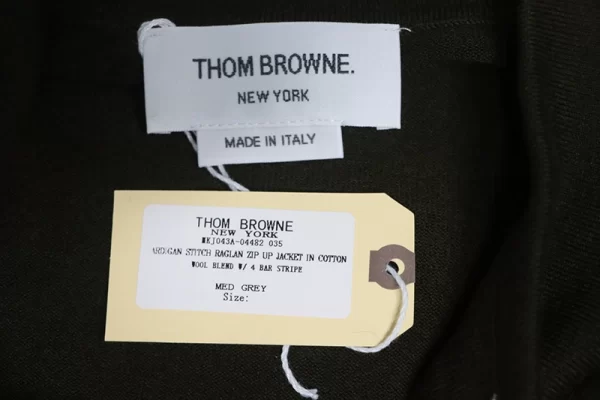 THOM BROWNE.
NEW YORK
MADE IN ITALY
THOM BROWNE
NEW YORK
MKJ043A-04482 035
ARDIGAN STITCH RAGLAN ZIP UP JACKET IN COTTON
WOOL BLEND W/ 4 BAR STRIPE
MED GREY
Size: